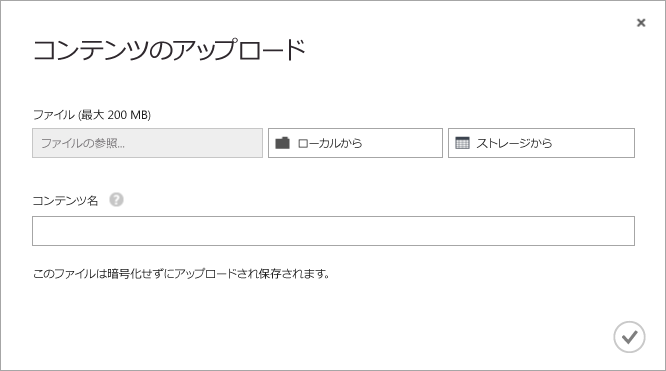 コンテンツのアップロード
ファイル (最大 200 MB)
ファイルの参照...
ローカルから
ストレージから
コンテンツ名 ?
このファイルは暗号化せずにアップロードされ保存されます。